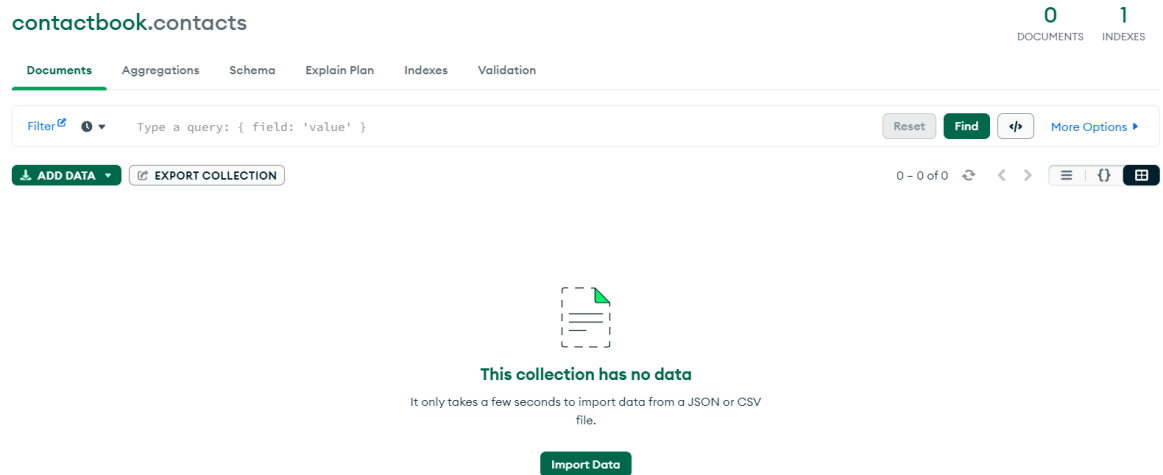 contactbook.contacts
0 1
DOCUMENTS INDEXES
Documents Aggregations Schema Explain Plan Indexes Validation
Filter Type a query: { field: 'value' } Reset Find </> More Options
ADD DATA EXPORT COLLECTION 0 – 0 of 0 {}
This collection has no data
It only takes a few seconds to import data from a JSON or CSV
file.
Import Data